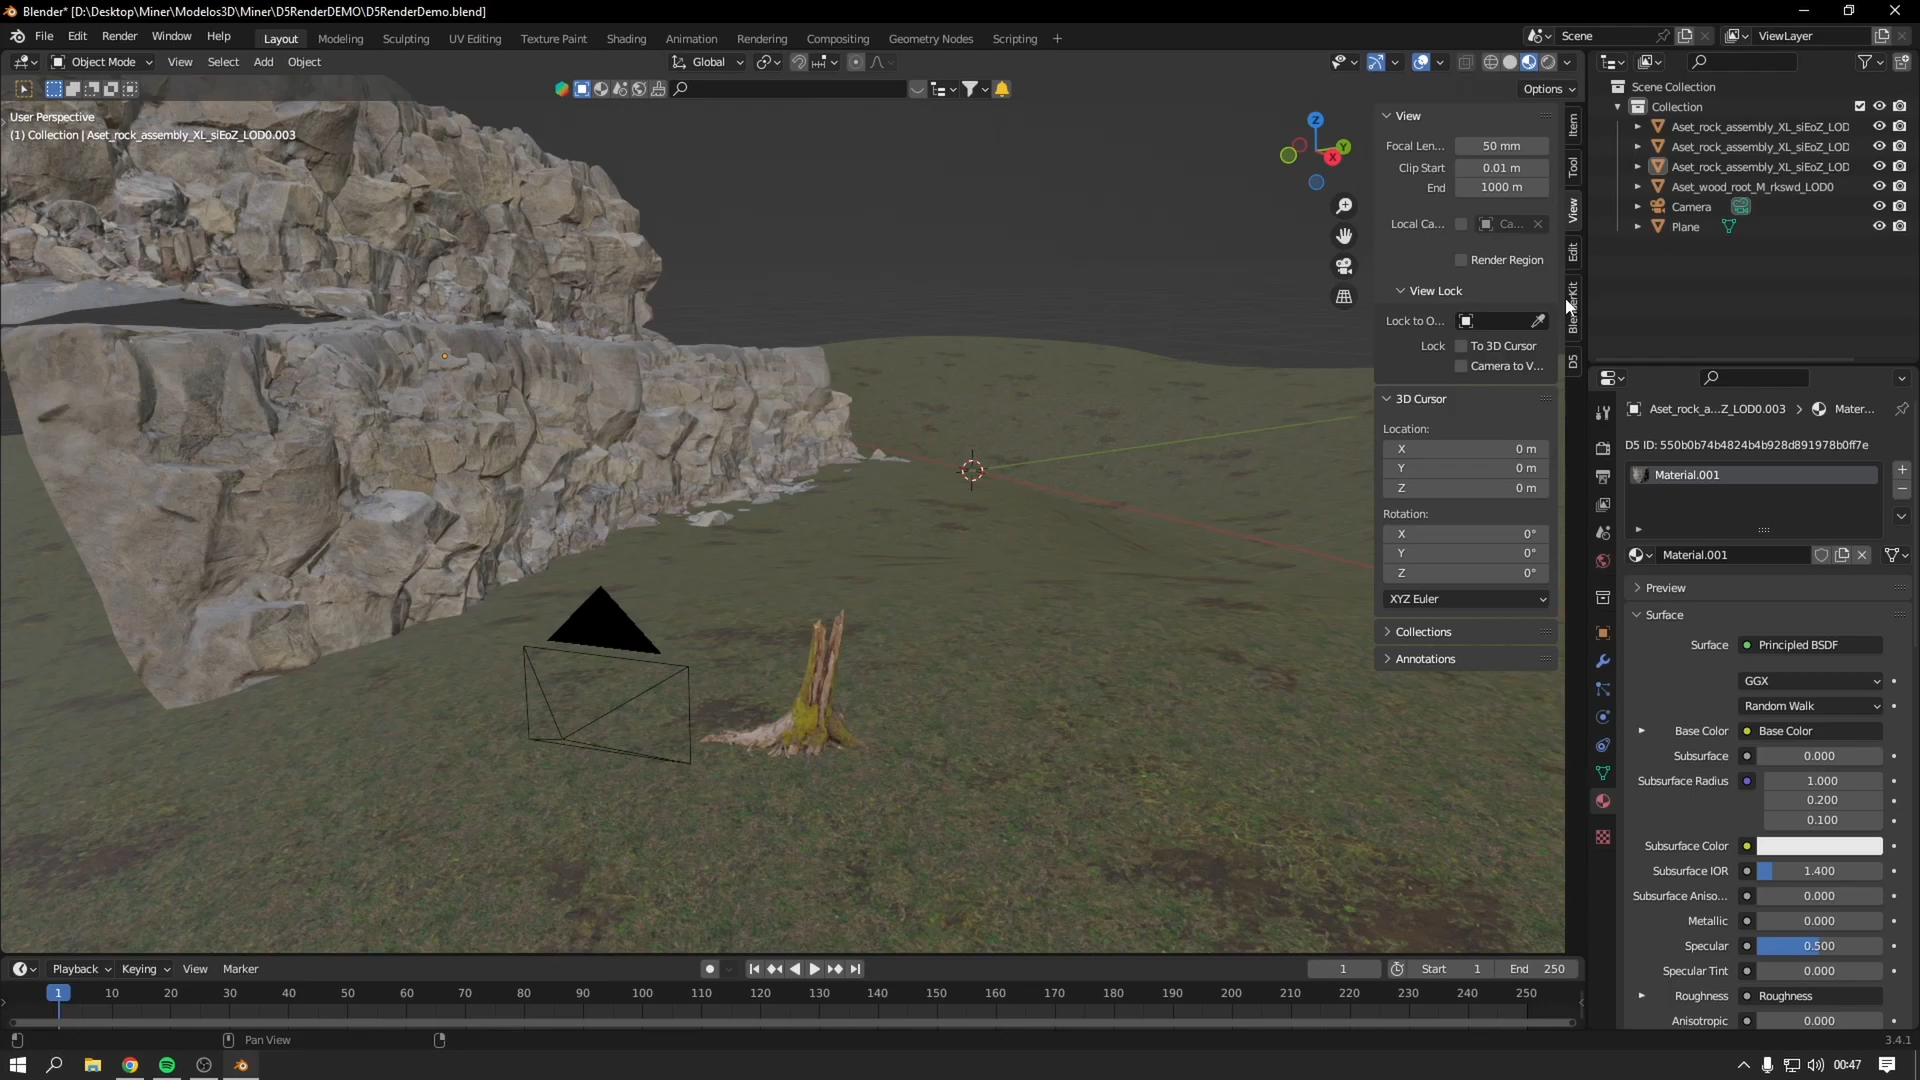 Blender* [D:\Desktop\Miner\Modelos3D\Miner\D5RenderDEMO\D5RenderDemo.blend]
File Edit Render Window Help
Layout Modeling Sculpting UV Editing Texture Paint Shading Animation Rendering Compositing Geometry Nodes Scripting +
Scene
ViewLayer
Object Mode View Select Add Object
Global
Options
User Perspective
(1) Collection | Aset_rock_assembly_XL_siEoZ_LOD0.003
Z
Y
X
View
Focal Len... 50 mm
Clip Start 0.01 m
End 1000 m
Local Ca... Ca...
Render Region
View Lock
Lock to O...
Lock To 3D Cursor
Camera to V...
3D Cursor
Location:
X 0 m
Y 0 m
Z 0 m
Rotation:
X 0°
Y 0°
Z 0°
XYZ Euler
Collections
Annotations
Item
Tool
View
Edit
D5
Scene Collection
Collection
Aset_rock_assembly_XL_siEoZ_LOD
Aset_rock_assembly_XL_siEoZ_LOD
Aset_rock_assembly_XL_siEoZ_LOD
Aset_wood_root_M_rkswd_LOD0
Camera
Plane
Aset_rock_a...Z_LOD0.003 > Mater...
D5 ID: 550b0b74b4824b4b928d891978b0ff7e
Material.001
Material.001
Preview
Surface
Surface Principled BSDF
GGX
Random Walk
Base Color Base Color
Subsurface 0.000
Subsurface Radius 1.000
0.200
0.100
Subsurface Color
Subsurface IOR 1.400
Subsurface Aniso... 0.000
Metallic 0.000
Specular 0.500
Specular Tint 0.000
Roughness Roughness
Anisotropic 0.000
Playback Keying View Marker
1
Start 1 End 250
1 10 20 30 40 50 60 70 80 90 100 110 120 130 140 150 160 170 180 190 200 210 220 230 240 250
Pan View
3.4.1
00:47